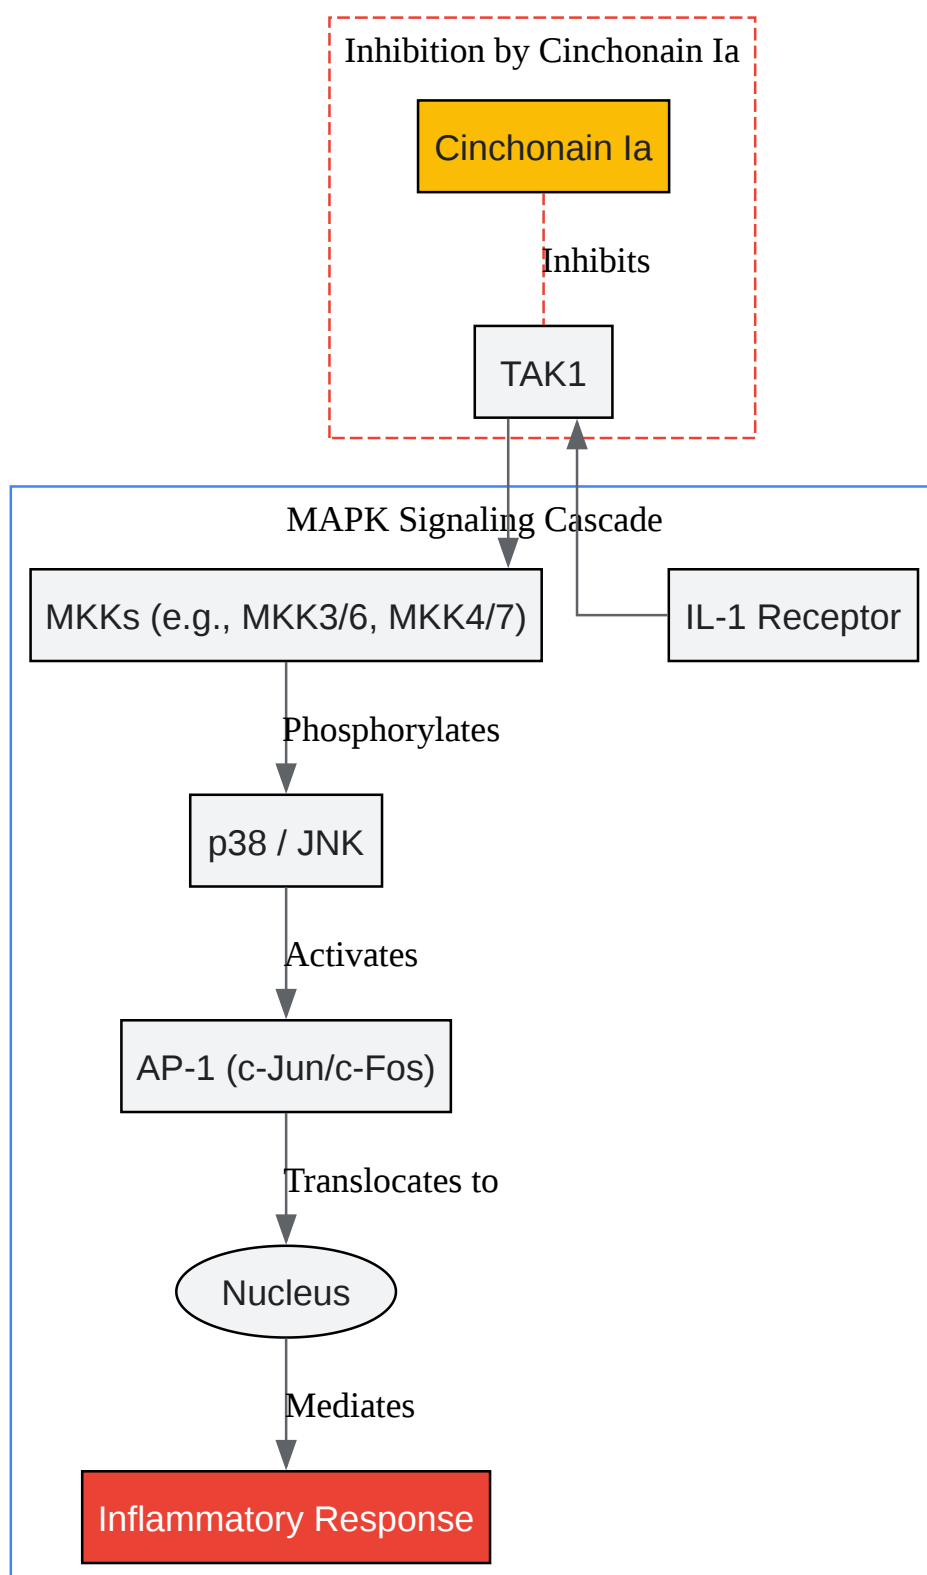 Inhibition by Cinchonain Ia
Cinchonain Ia
Inhibits
TAK1
MAPK Signaling Cascade
MKKs (e.g., MKK3/6, MKK4/7)
IL-1 Receptor
Phosphorylates
p38 / JNK
Activates
AP-1 (c-Jun/c-Fos)
Translocates to
Nucleus
Mediates
Inflammatory Response